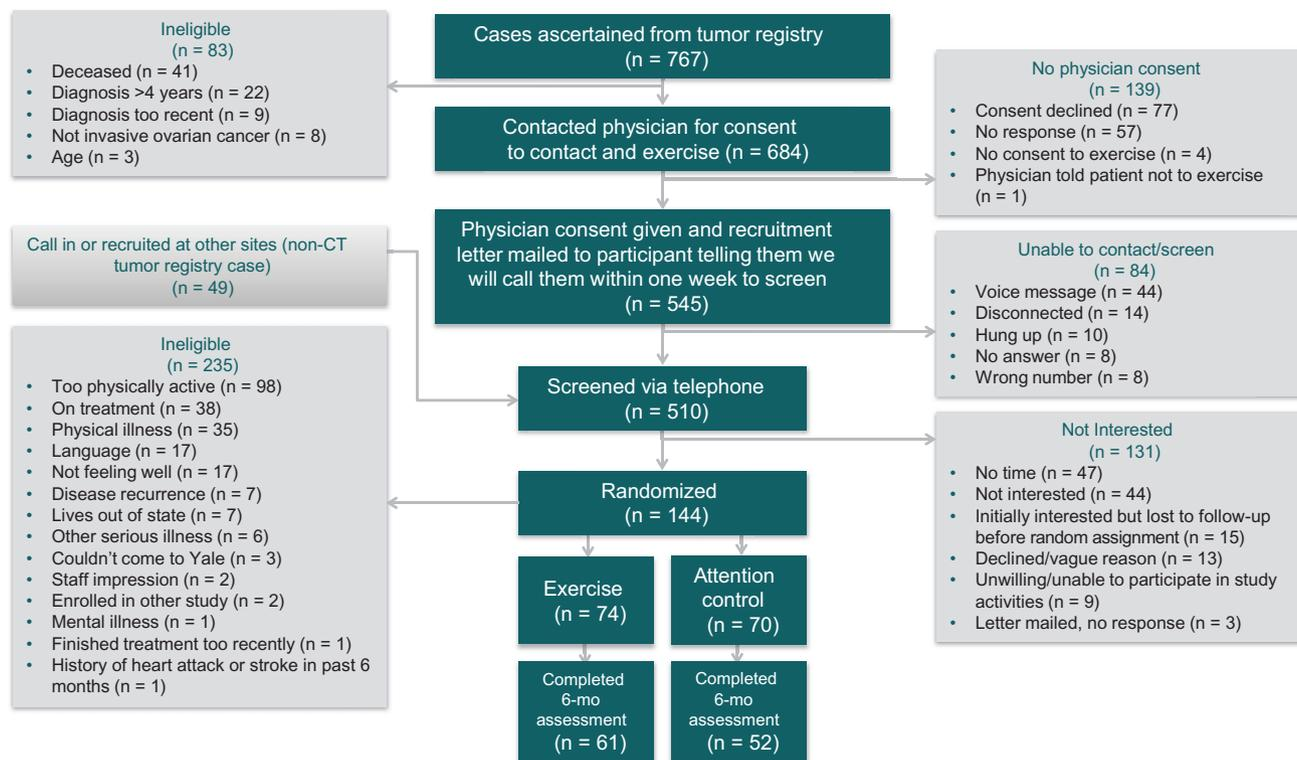 Ineligible
(n = 83)
• Deceased (n = 41)
• Diagnosis >4 years (n = 22)
• Diagnosis too recent (n = 9)
• Not invasive ovarian cancer (n = 8)
• Age (n = 3)
Cases ascertained from tumor registry
(n = 767)
Contacted physician for consent
to contact and exercise (n = 684)
No physician consent
(n = 139)
• Consent declined (n = 77)
• No response (n = 57)
• No consent to exercise (n = 4)
• Physician told patient not to exercise
(n = 1)
Physician consent given and recruitment
letter mailed to participant telling them we
will call them within one week to screen
(n = 545)
Call in or recruited at other sites (non-CT
tumor registry case)
(n = 49)
Unable to contact/screen
(n = 84)
• Voice message (n = 44)
• Disconnected (n = 14)
• Hung up (n = 10)
• No answer (n = 8)
• Wrong number (n = 8)
Screened via telephone
(n = 510)
Ineligible
(n = 235)
• Too physically active (n = 98)
• On treatment (n = 38)
• Physical illness (n = 35)
• Language (n = 17)
• Not feeling well (n = 17)
• Disease recurrence (n = 7)
• Lives out of state (n = 7)
• Other serious illness (n = 6)
• Couldn’t come to Yale (n = 3)
• Staff impression (n = 2)
• Enrolled in other study (n = 2)
• Mental illness (n = 1)
• Finished treatment too recently (n = 1)
• History of heart attack or stroke in past 6
months (n = 1)
Not Interested
(n = 131)
• No time (n = 47)
• Not interested (n = 44)
• Initially interested but lost to follow-up
before random assignment (n = 15)
• Declined/vague reason (n = 13)
• Unwilling/unable to participate in study
activities (n = 9)
• Letter mailed, no response (n = 3)
Randomized
(n = 144)
Exercise
(n = 74)
Attention
control
(n = 70)
Completed
6-mo
assessment
(n = 61)
Completed
6-mo
assessment
(n = 52)